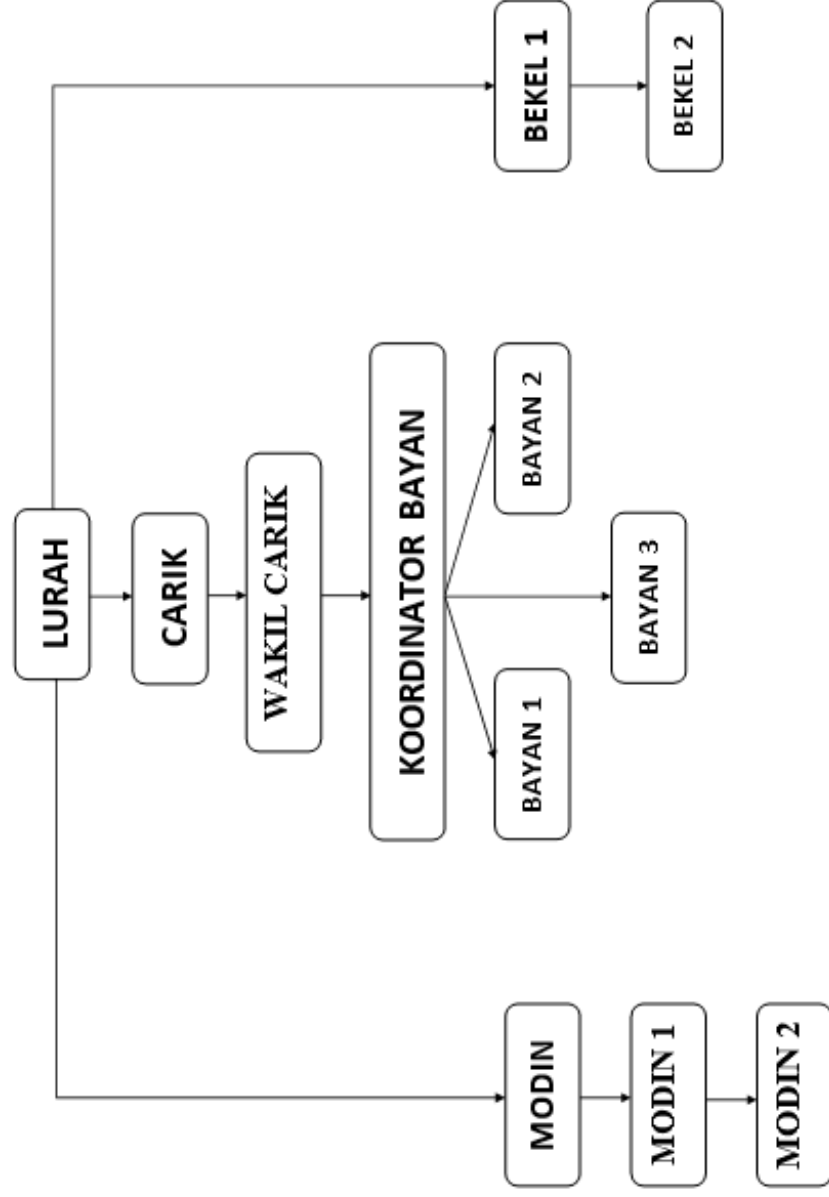 LURAH
CARIK
WAKIL CARIK
KOORDINATOR BAYAN
MODIN
BAYAN 1
BAYAN 2
BEKEL 1
MODIN 1
BAYAN 3
BEKEL 2
MODIN 2